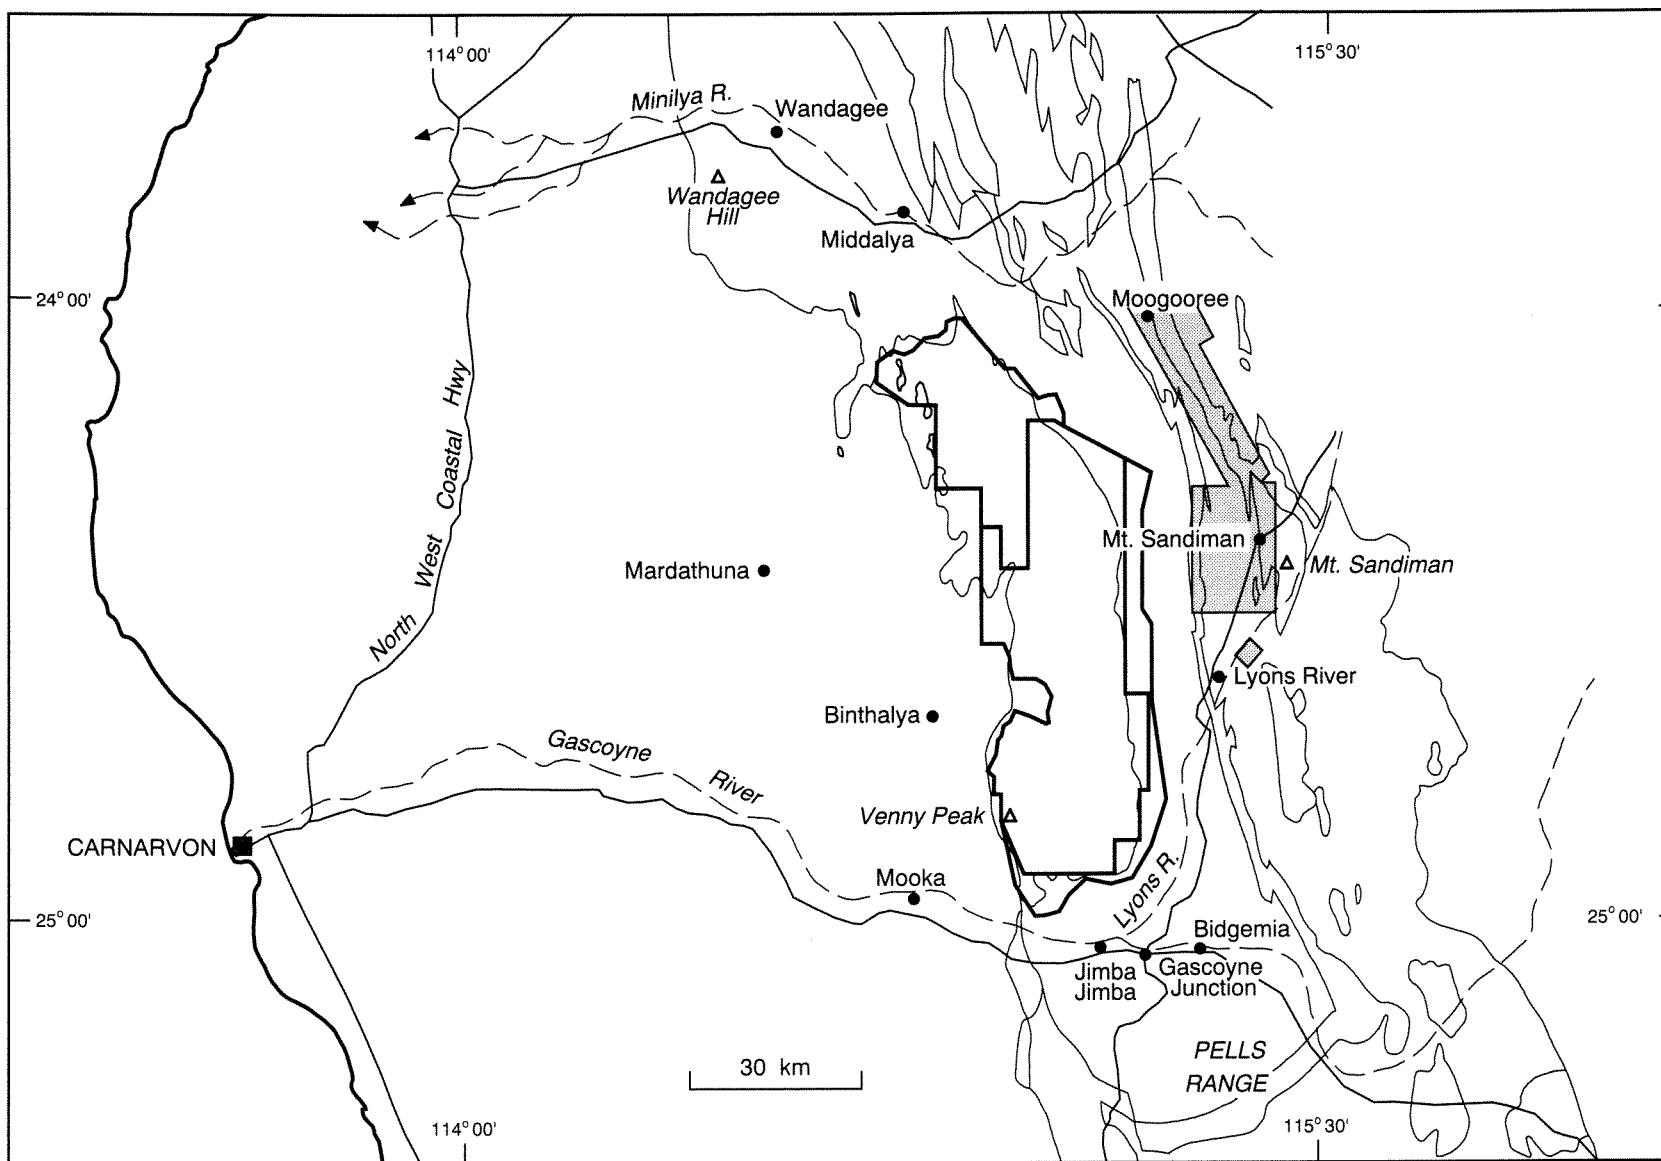 114°00'
115°30'
Minilya R.
Wandagee
Wandagee
Hill
Middalya
24°00'
Moogooree
North West Coastal Hwy
Mt. Sandiman
Mt. Sandiman
Mardathuna
Lyons River
Binthalya
Gascoyne
River
Venny Peak
CARNARVON
Mooka
Lyons R.
25°00'
25°00'
Bidgemia
Jimba
Jimba
Gascoyne
Junction
30 km
PELLS
RANGE
114°00'
115°30'